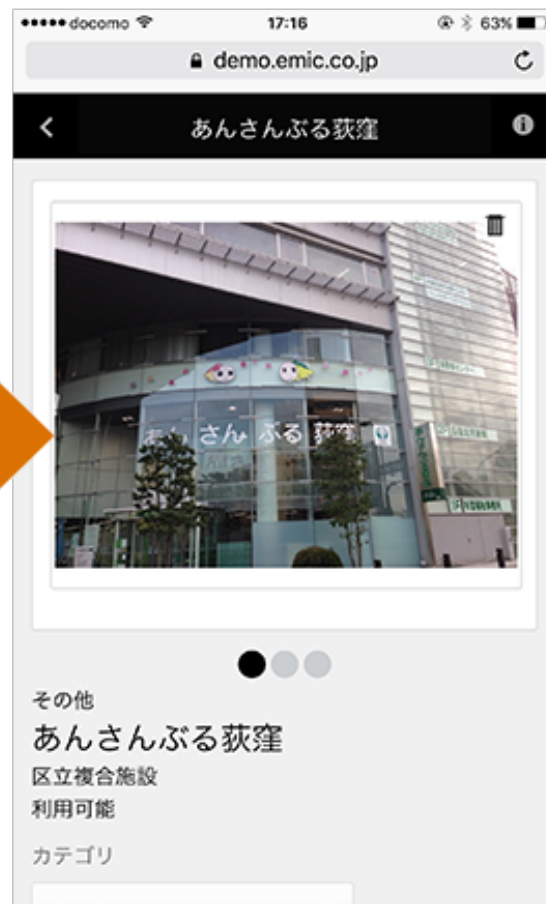 docomo 17:16 63%
demo.emic.co.jp
あんさんぶる荻窪
あんさんぶる荻窪
その他
あんさんぶる荻窪
区立複合施設
利用可能
カテゴリ